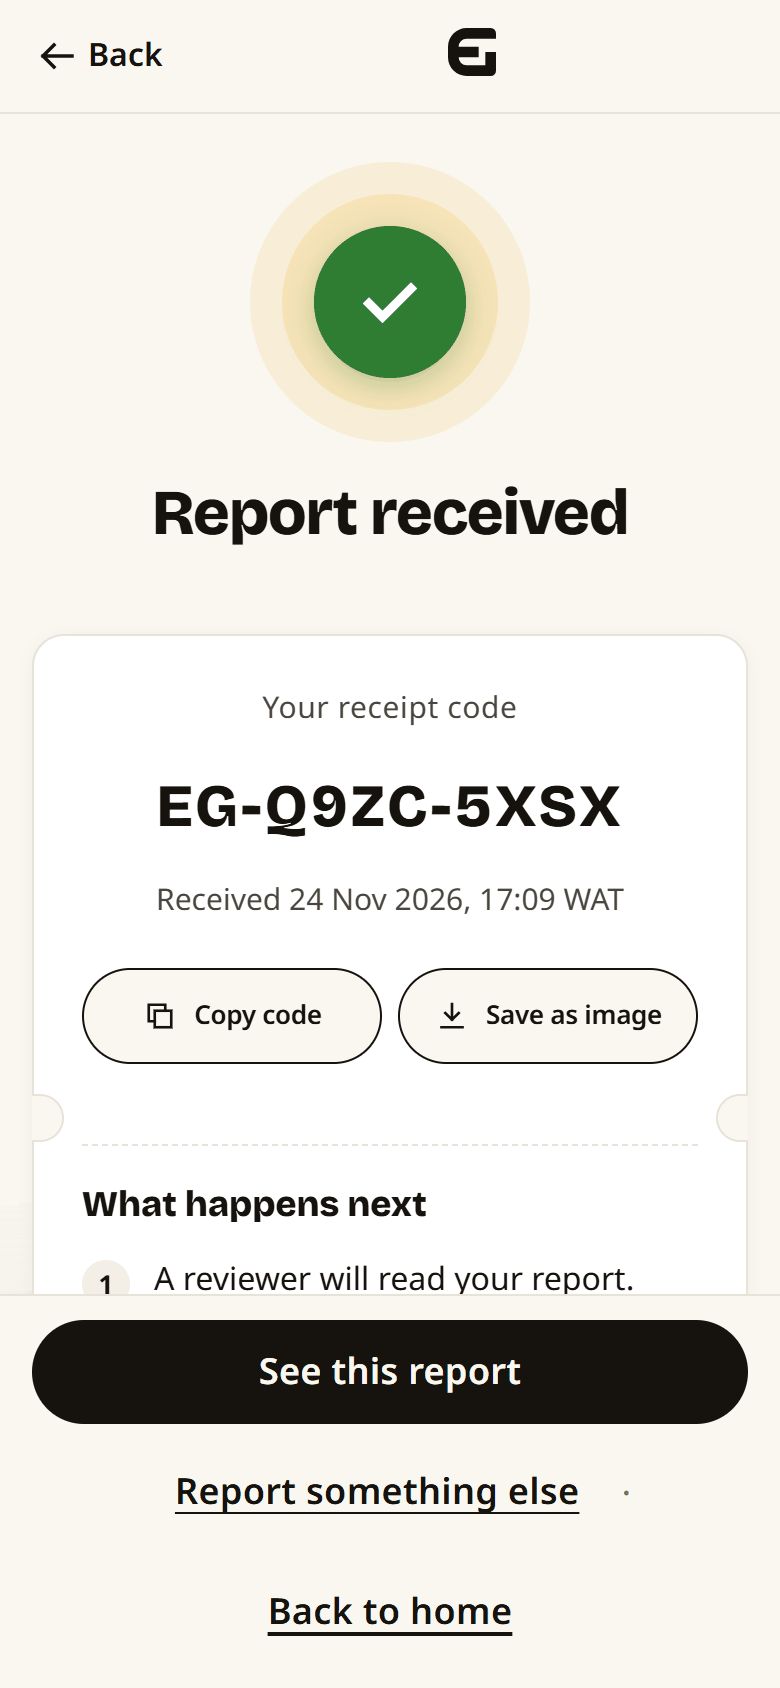 Back
EG
Report received
Your receipt code
EG-Q9ZC-5XSX
Received 24 Nov 2026, 17:09 WAT
Copy code
Save as image
What happens next
1 A reviewer will read your report.
See this report
Report something else ·
Back to home